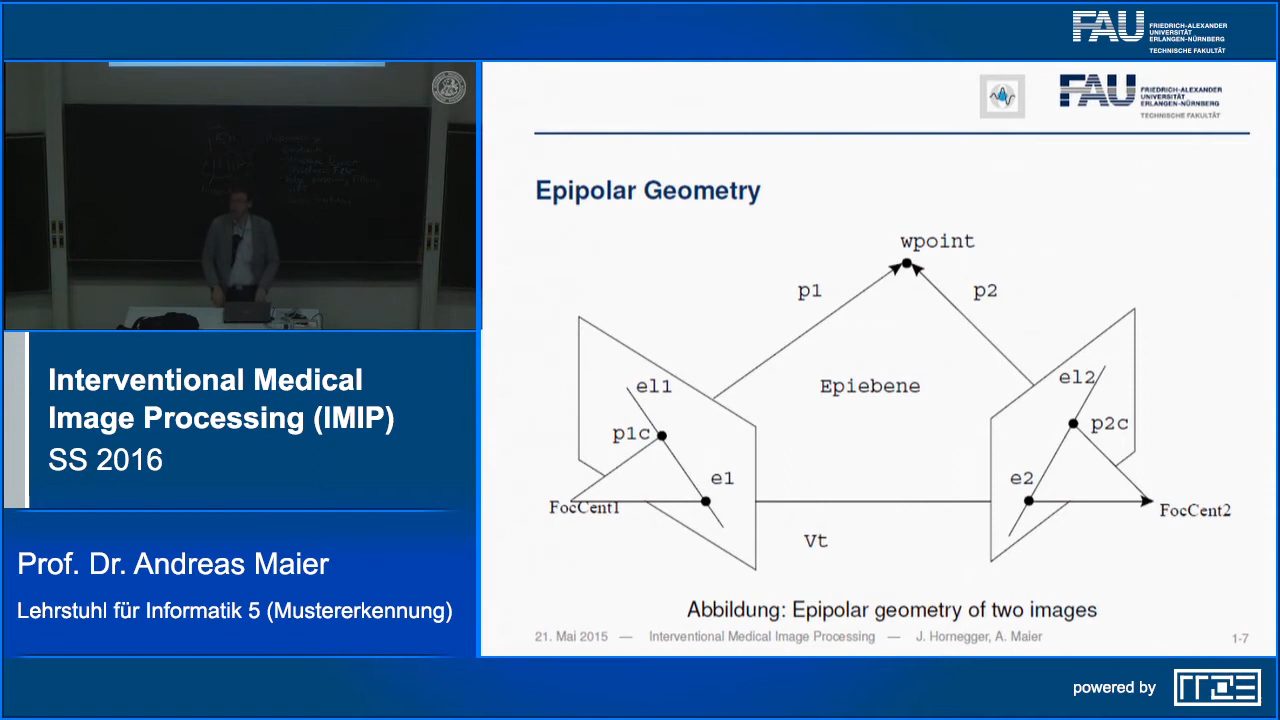 FAU
FRIEDRICH-ALEXANDER
UNIVERSITÄT
ERLANGEN-NÜRNBERG
TECHNISCHE FAKULTÄT
FAU
FRIEDRICH-ALEXANDER
UNIVERSITÄT
ERLANGEN-NÜRNBERG
TECHNISCHE FAKULTÄT
Epipolar Geometry
wpoint
p1
p2
el1
Epiebene
el2
p1c
p2c
e1
e2
FocCent1
FocCent2
Vt
Abbildung: Epipolar geometry of two images
21. Mai 2015 — Interventional Medical Image Processing — J. Hornegger, A. Maier
1-7
Interventional Medical
Image Processing (IMIP)
SS 2016
Prof. Dr. Andreas Maier
Lehrstuhl für Informatik 5 (Mustererkennung)
powered by